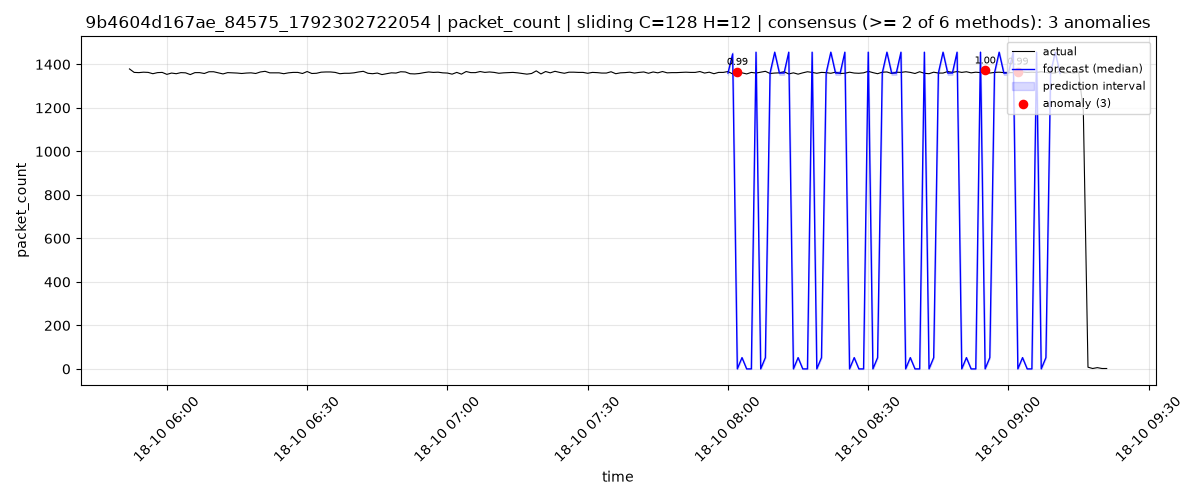 9b4604d167ae_84575_1792302722054 | packet_count | sliding C=128 H=12 | consensus (>= 2 of 6 methods): 3 anomalies
packet_count
1400
1200
1000
800
600
400
200
0
0.99
1.00
0.99
actual
forecast (median)
prediction interval
anomaly (3)
18-10 06:00
18-10 06:30
18-10 07:00
18-10 07:30
18-10 08:00
18-10 08:30
18-10 09:00
18-10 09:30
time